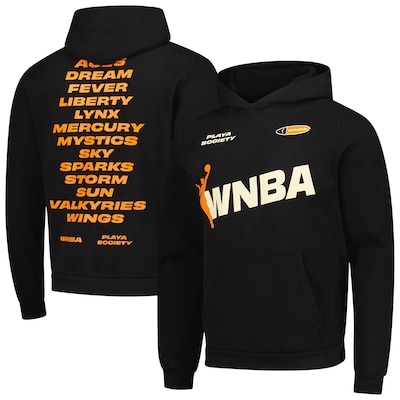 ACES
DREAM
FEVER
LIBERTY
LYNX
MERCURY
MYSTICS
SKY
SPARKS
STORM
SUN
VALKYRIES
WINGS
WNBA
PLAYA
SOCIETY
PLAYA
SOCIETY
WNBA